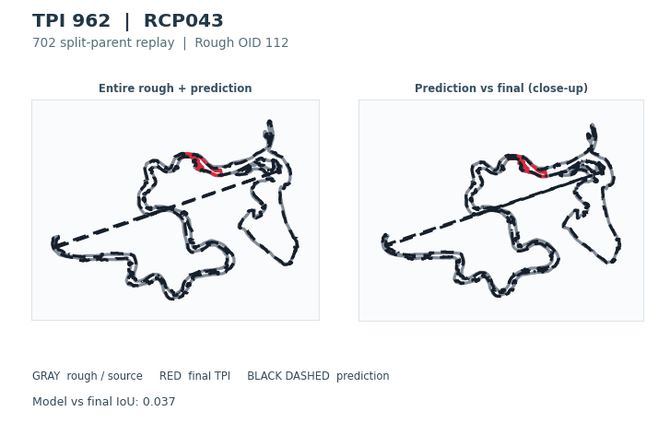 TPI 962 | RCP043
702 split-parent replay | Rough OID 112
Entire rough + prediction
Prediction vs final (close-up)
GRAY rough / source RED final TPI BLACK DASHED prediction
Model vs final IoU: 0.037